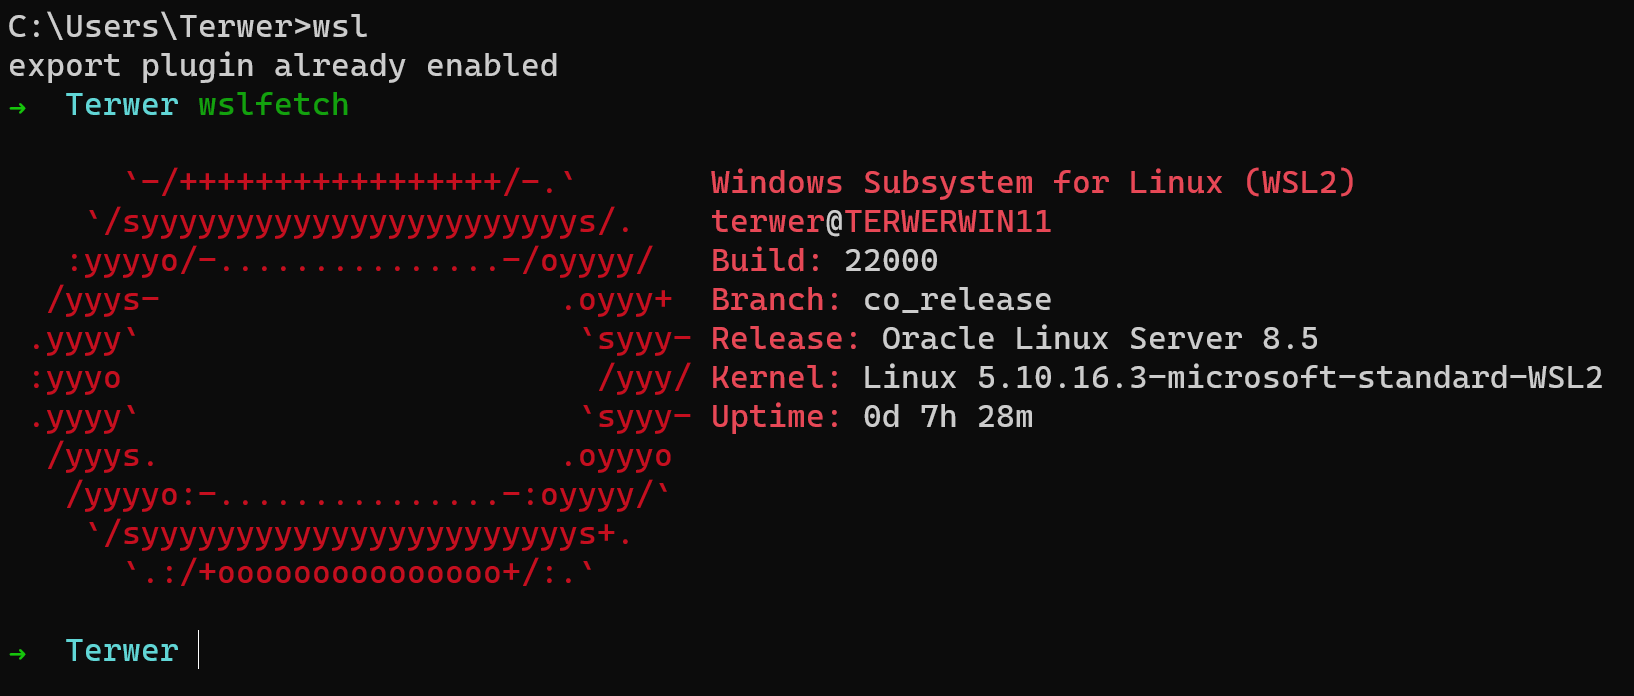 C:\Users\Terwer>wsl
export plugin already enabled
→  Terwer wslfetch
      `-/+++++++++++++++++/-.`       Windows Subsystem for Linux (WSL2)
    `/syyyyyyyyyyyyyyyyyyyyyyys/.    terwer@TERWERWIN11
   :yyyyo/-...............-/oyyyy/   Build: 22000
  /yyys-                     .oyyy+  Branch: co_release
 .yyyy`                       `syyy- Release: Oracle Linux Server 8.5
 :yyyo                         /yyy/ Kernel: Linux 5.10.16.3-microsoft-standard-WSL2
 .yyyy`                       `syyy- Uptime: 0d 7h 28m
  /yyys.                     .oyyyo
   /yyyyo:-...............-:oyyyy/`
    `/syyyyyyyyyyyyyyyyyyyyyyys+.
      `.:/+ooooooooooooooo+/:.`
→  Terwer